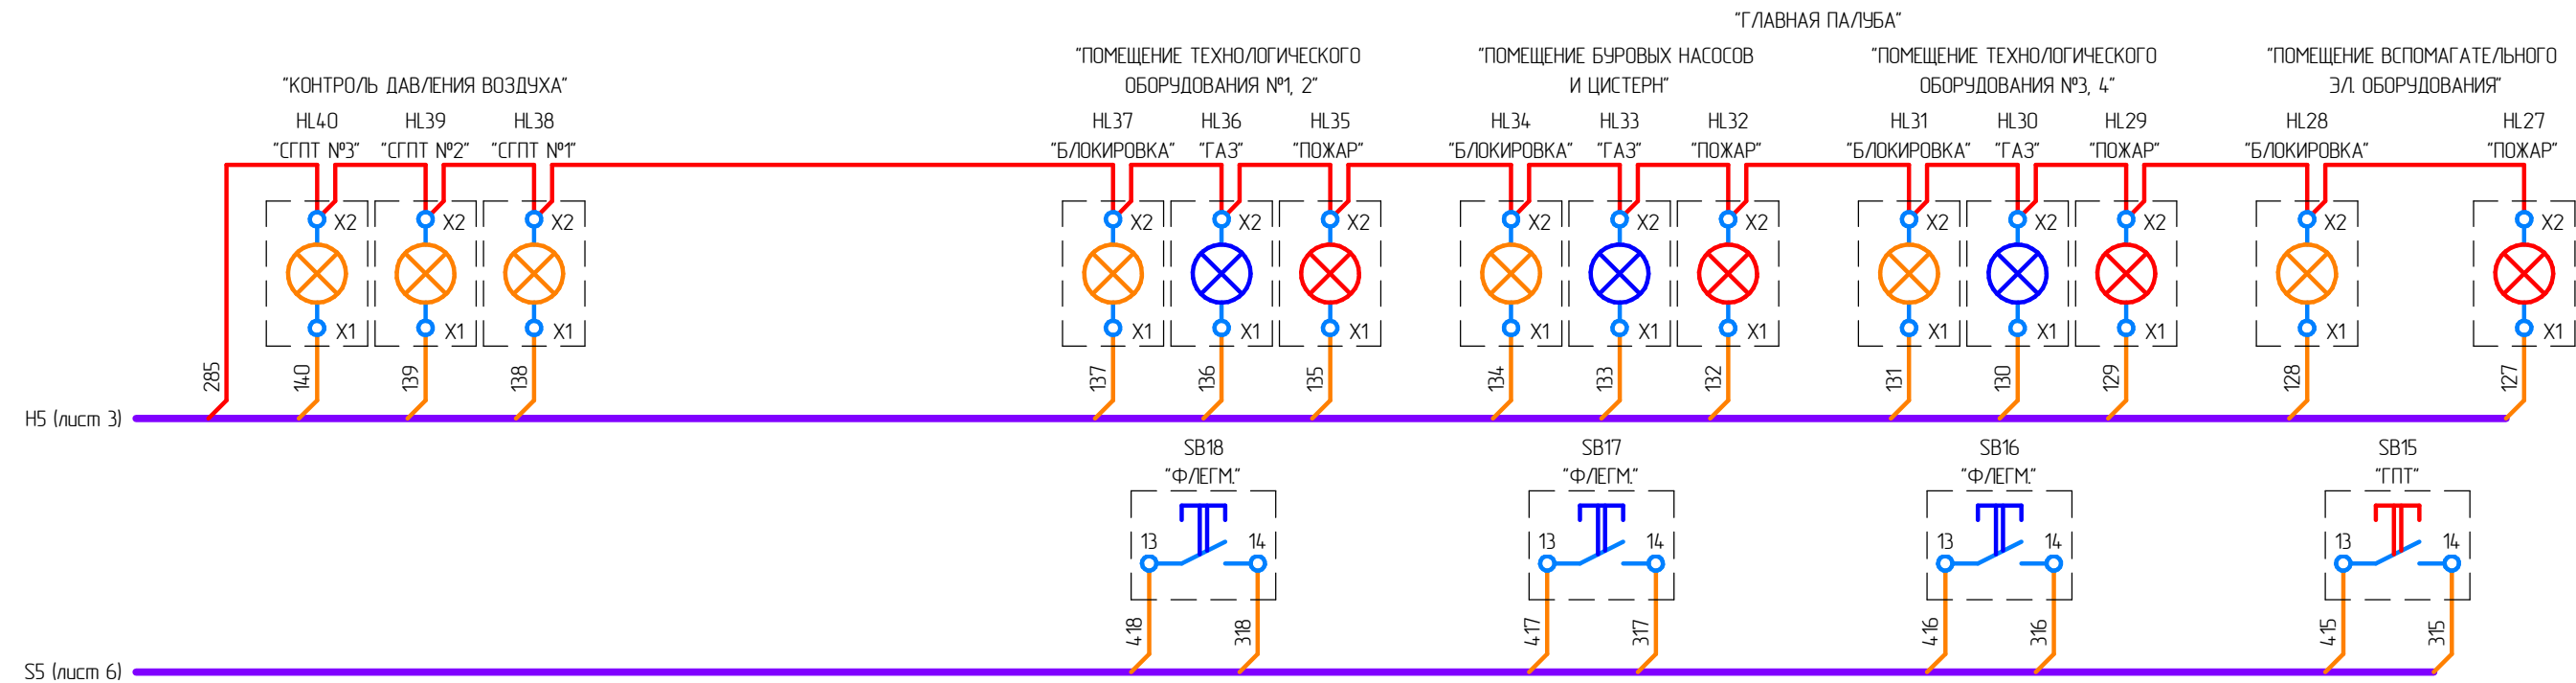 "ГЛАВНАЯ ПАЛУБА"
"КОНТРОЛЬ ДАВЛЕНИЯ ВОЗДУХА"
"ПОМЕЩЕНИЕ ТЕХНОЛОГИЧЕСКОГО
ОБОРУДОВАНИЯ №1, 2"
"ПОМЕЩЕНИЕ БУРОВЫХ НАСОСОВ
И ЦИСТЕРН"
"ПОМЕЩЕНИЕ ТЕХНОЛОГИЧЕСКОГО
ОБОРУДОВАНИЯ №3, 4"
"ПОМЕЩЕНИЕ ВСПОМАГАТЕЛЬНОГО
ЭЛ. ОБОРУДОВАНИЯ"
HL40 HL39 HL38 HL37 HL36 HL35 HL34 HL33 HL32 HL31 HL30 HL29 HL28 HL27
"СГПТ №3" "СГПТ №2" "СГПТ №1" "БЛОКИРОВКА" "ГАЗ" "ПОЖАР" "БЛОКИРОВКА" "ГАЗ" "ПОЖАР" "БЛОКИРОВКА" "ГАЗ" "ПОЖАР" "БЛОКИРОВКА" "ПОЖАР"
X2 X2 X2 X2 X2 X2 X2 X2 X2 X2 X2 X2 X2 X2
X1 X1 X1 X1 X1 X1 X1 X1 X1 X1 X1 X1 X1 X1
285 140 139 138 137 136 135 134 133 132 131 130 129 128 127
H5 (лист 3)
SB18 SB17 SB16 SB15
"ФЛЕГМ." "ФЛЕГМ." "ФЛЕГМ." "ГПТ"
13 14 13 14 13 14 13 14
418 318 417 317 416 316 415 315
S5 (лист 6)